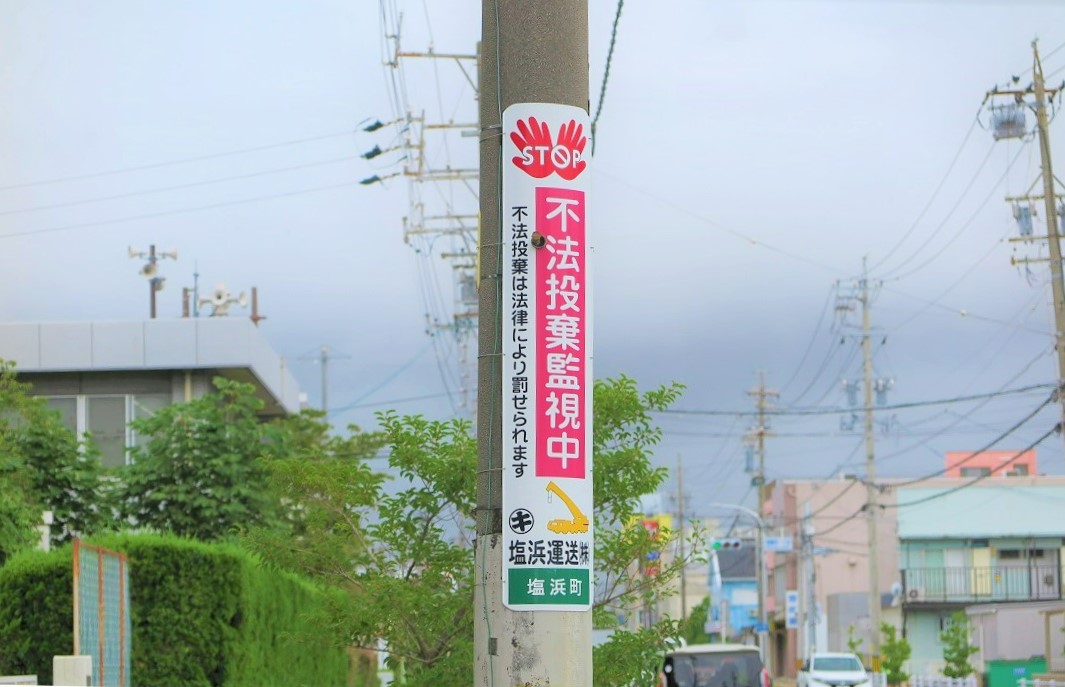 STOP
不法投棄監視中
不法投棄は法律により罰せられます
キ
塩浜運送㈱
塩浜町